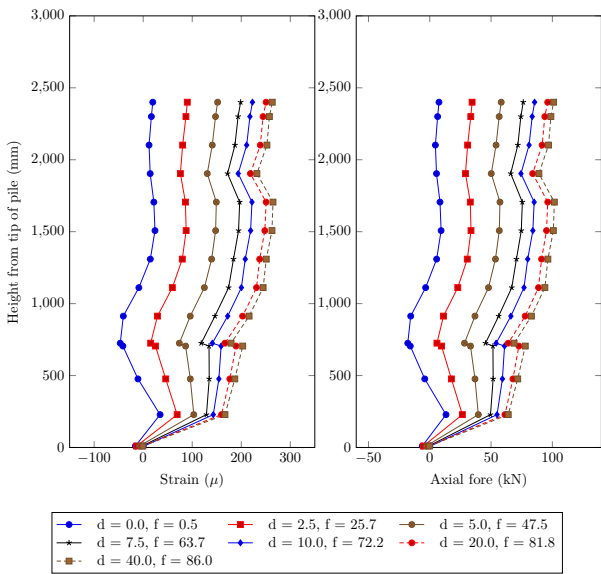 3,000
2,500
2,000
1,500
1,000
500
0
Height from tip of pile (mm)
−100 0 100 200 300
Strain (μ)
3,000
2,500
2,000
1,500
1,000
500
0
−50 0 50 100
Axial fore (kN)
d = 0.0, f = 0.5 d = 2.5, f = 25.7 d = 5.0, f = 47.5
d = 7.5, f = 63.7 d = 10.0, f = 72.2 d = 20.0, f = 81.8
d = 40.0, f = 86.0